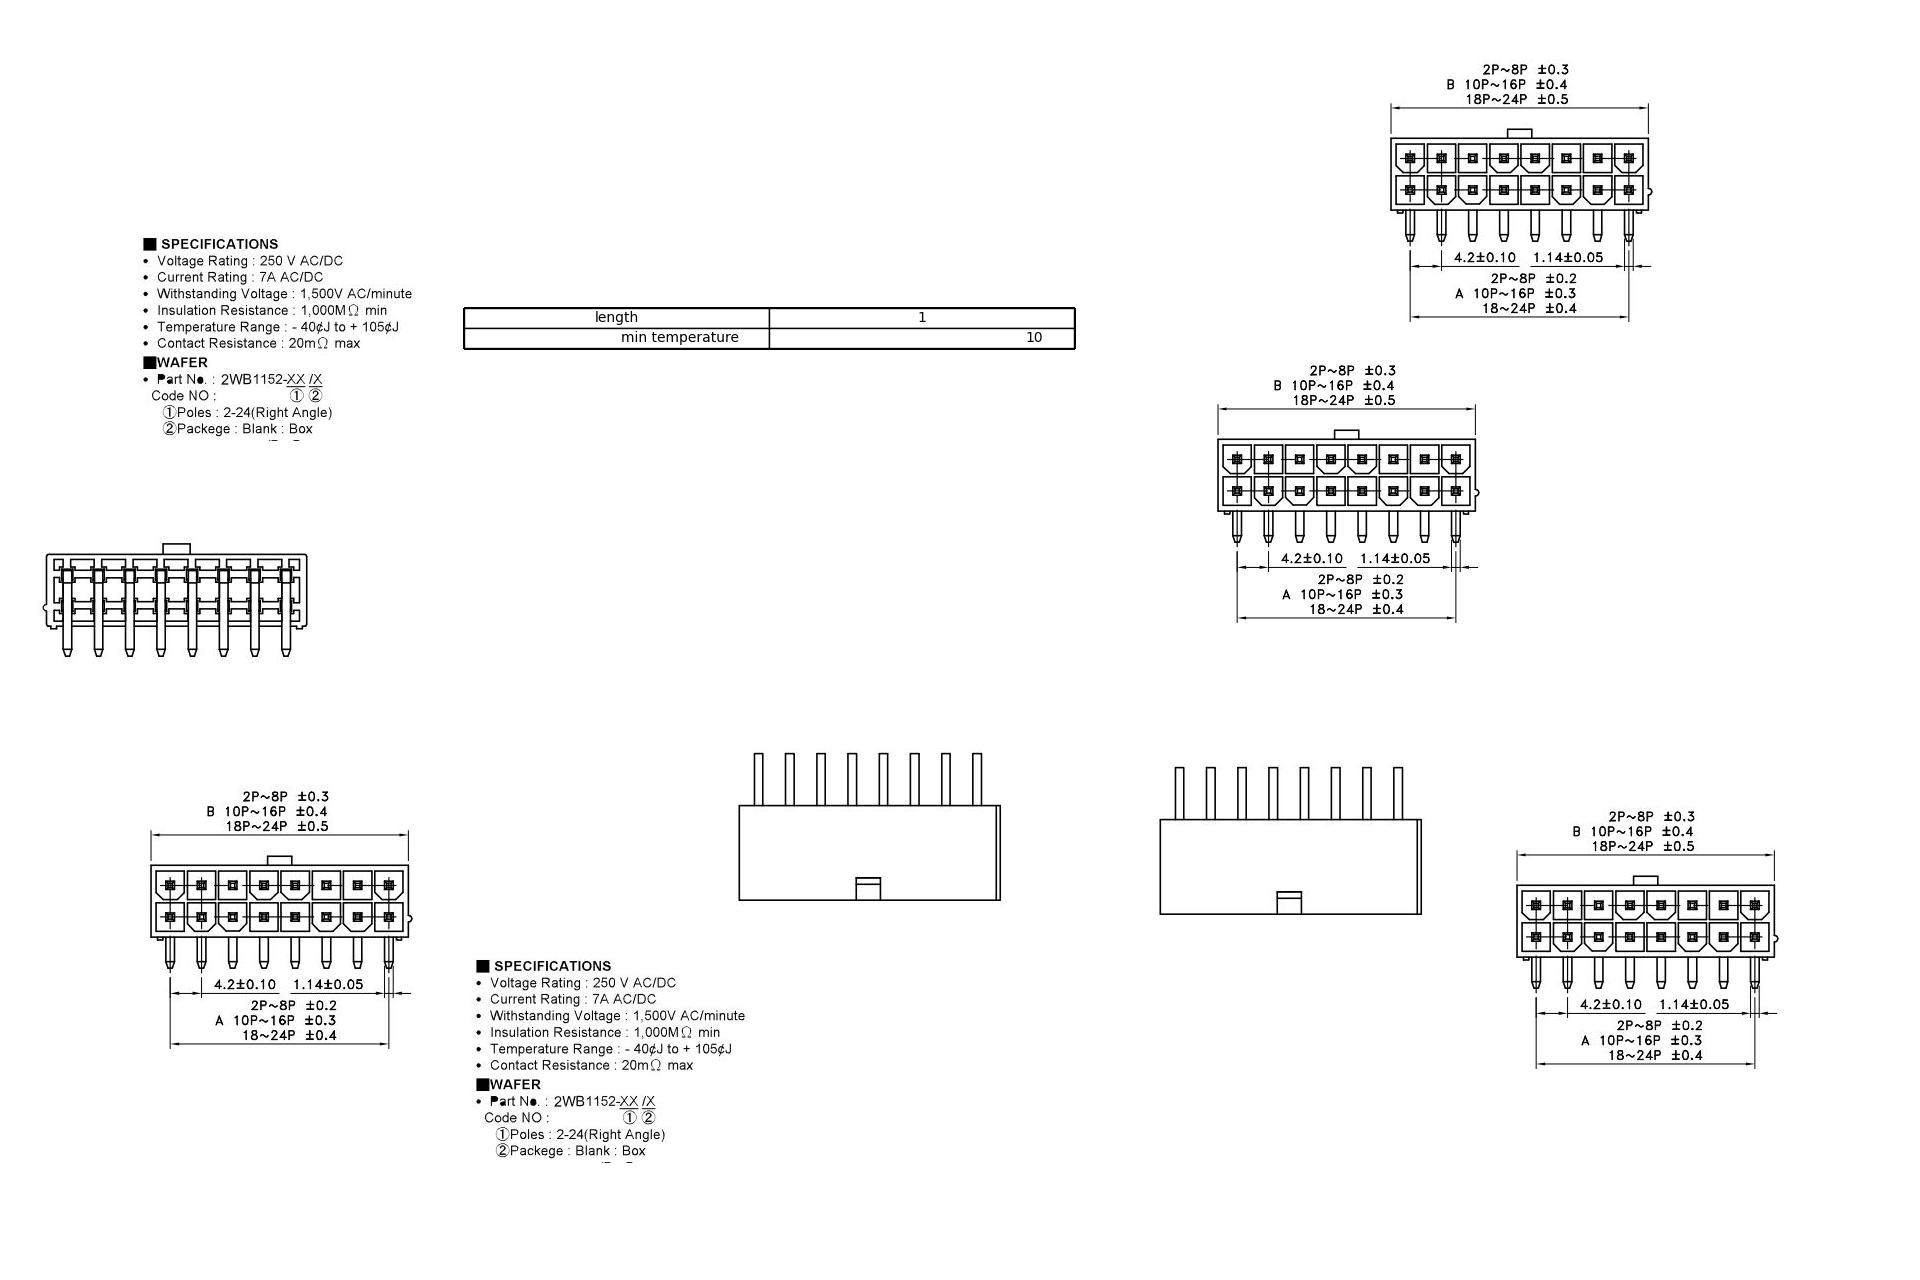 2P~8P ±0.3
B 10P~16P ±0.4
18P~24P ±0.5
4.2±0.10 1.14±0.05
2P~8P ±0.2
A 10P~16P ±0.3
18~24P ±0.4
■ SPECIFICATIONS
• Voltage Rating : 250 V AC/DC
• Current Rating : 7A AC/DC
• Withstanding Voltage : 1,500V AC/minute
• Insulation Resistance : 1,000MΩ min
• Temperature Range : - 40¢J to + 105¢J
• Contact Resistance : 20mΩ max
■WAFER
• Part No. : 2WB1152-XX /X
Code NO : ① ②
①Poles : 2-24(Right Angle)
②Packege : Blank : Box
length 1
min temperature 10
2P~8P ±0.3
B 10P~16P ±0.4
18P~24P ±0.5
4.2±0.10 1.14±0.05
2P~8P ±0.2
A 10P~16P ±0.3
18~24P ±0.4
2P~8P ±0.3
B 10P~16P ±0.4
18P~24P ±0.5
4.2±0.10 1.14±0.05
2P~8P ±0.2
A 10P~16P ±0.3
18~24P ±0.4
2P~8P ±0.3
B 10P~16P ±0.4
18P~24P ±0.5
4.2±0.10 1.14±0.05
2P~8P ±0.2
A 10P~16P ±0.3
18~24P ±0.4
■ SPECIFICATIONS
• Voltage Rating : 250 V AC/DC
• Current Rating : 7A AC/DC
• Withstanding Voltage : 1,500V AC/minute
• Insulation Resistance : 1,000MΩ min
• Temperature Range : - 40¢J to + 105¢J
• Contact Resistance : 20mΩ max
■WAFER
• Part No. : 2WB1152-XX /X
Code NO : ① ②
①Poles : 2-24(Right Angle)
②Packege : Blank : Box